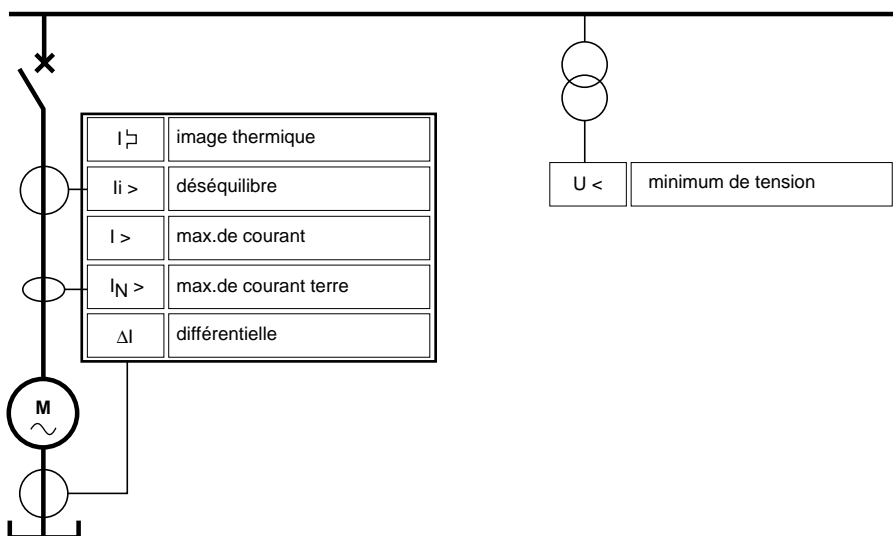 I image thermique
Ii > déséquilibre
I > max.de courant
IN > max.de courant terre
ΔI différentielle
U < minimum de tension
M